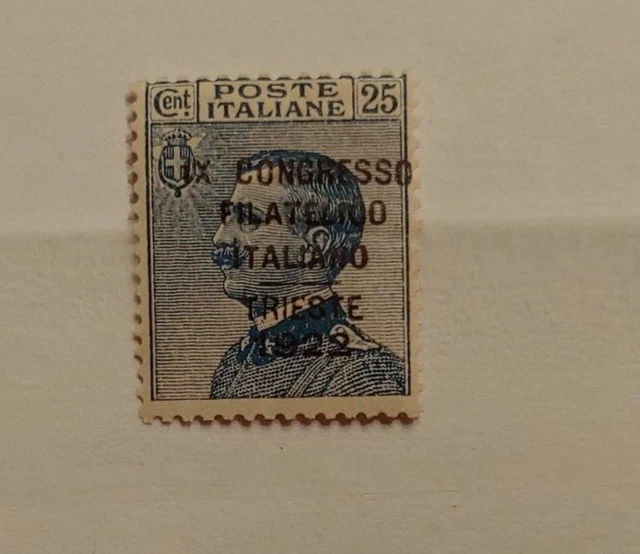 Cent. POSTE ITALIANE 25
IX CONGRESSO
FILATELICO
ITALIANO
TRIESTE
1922